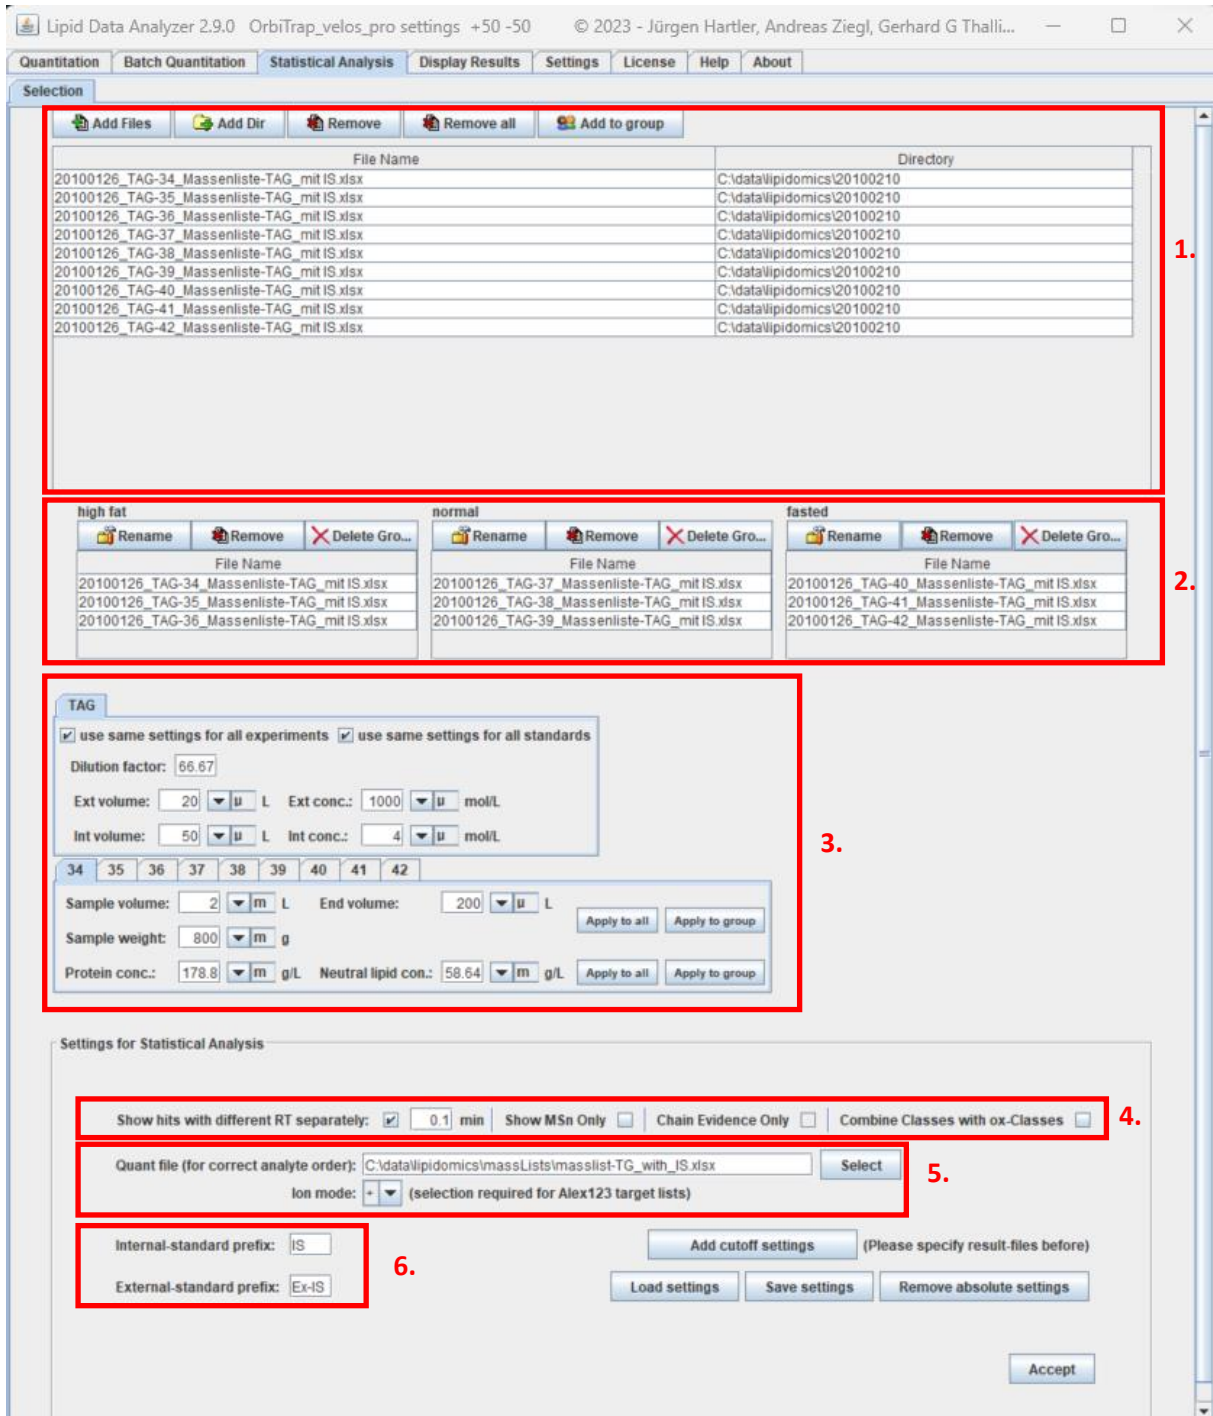 Lipid Data Analyzer 2.9.0 OrbiTrap_velos_pro settings +50 -50 © 2023 - Jürgen Hartler, Andreas Ziegl, Gerhard G Thalli...
Quantitation Batch Quantitation Statistical Analysis Display Results Settings License Help About
Selection
Add Files Add Dir Remove Remove all Add to group
File Name Directory
20100126_TAG-34_Massenliste-TAG_mit IS.xlsx C:\data\lipidomics\20100210
20100126_TAG-35_Massenliste-TAG_mit IS.xlsx C:\data\lipidomics\20100210
20100126_TAG-36_Massenliste-TAG_mit IS.xlsx C:\data\lipidomics\20100210
20100126_TAG-37_Massenliste-TAG_mit IS.xlsx C:\data\lipidomics\20100210
20100126_TAG-38_Massenliste-TAG_mit IS.xlsx C:\data\lipidomics\20100210
20100126_TAG-39_Massenliste-TAG_mit IS.xlsx C:\data\lipidomics\20100210
20100126_TAG-40_Massenliste-TAG_mit IS.xlsx C:\data\lipidomics\20100210
20100126_TAG-41_Massenliste-TAG_mit IS.xlsx C:\data\lipidomics\20100210
20100126_TAG-42_Massenliste-TAG_mit IS.xlsx C:\data\lipidomics\20100210
1.
high fat normal fasted
Rename Remove Delete Gro... Rename Remove Delete Gro... Rename Remove Delete Gro...
File Name File Name File Name
20100126_TAG-34_Massenliste-TAG_mit IS.xlsx 20100126_TAG-37_Massenliste-TAG_mit IS.xlsx 20100126_TAG-40_Massenliste-TAG_mit IS.xlsx
20100126_TAG-35_Massenliste-TAG_mit IS.xlsx 20100126_TAG-38_Massenliste-TAG_mit IS.xlsx 20100126_TAG-41_Massenliste-TAG_mit IS.xlsx
20100126_TAG-36_Massenliste-TAG_mit IS.xlsx 20100126_TAG-39_Massenliste-TAG_mit IS.xlsx 20100126_TAG-42_Massenliste-TAG_mit IS.xlsx
2.
TAG
use same settings for all experiments use same settings for all standards
Dilution factor: 66.67
Ext volume: 20 µ L Ext conc.: 1000 µ mol/L
Int volume: 50 µ L Int conc.: 4 µ mol/L
3.
34 35 36 37 38 39 40 41 42
Sample volume: 2 m L End volume: 200 µ L
Apply to all Apply to group
Sample weight: 800 m g
Protein conc.: 178.8 m g/L Neutral lipid con.: 58.64 m g/L Apply to all Apply to group
Settings for Statistical Analysis
Show hits with different RT separately: 0.1 min Show MSn Only Chain Evidence Only Combine Classes with ox-Classes
4.
Quant file (for correct analyte order): C:\data\lipidomics\massLists\masslist-TG_with_IS.xlsx Select
5.
Ion mode: + (selection required for Alex123 target lists)
Internal-standard prefix: IS Add cutoff settings (Please specify result-files before)
6.
External-standard prefix: Ex-IS Load settings Save settings Remove absolute settings
Accept